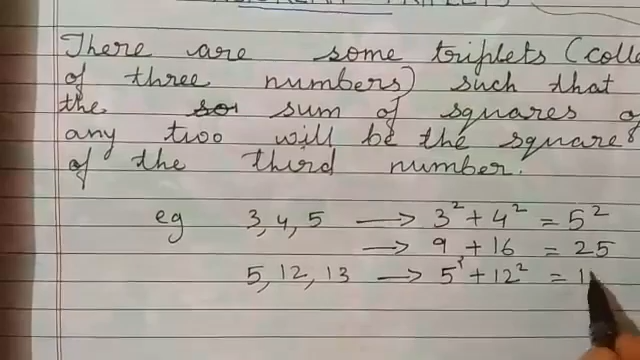 TRIPLETS
There are some triplets (colle
of three numbers) such that
the sum of squares of
any two will be the square
of the third number.
eg 3, 4, 5 → 3² + 4² = 5²
→ 9 + 16 = 25
5, 12, 13 → 5² + 12² = 1